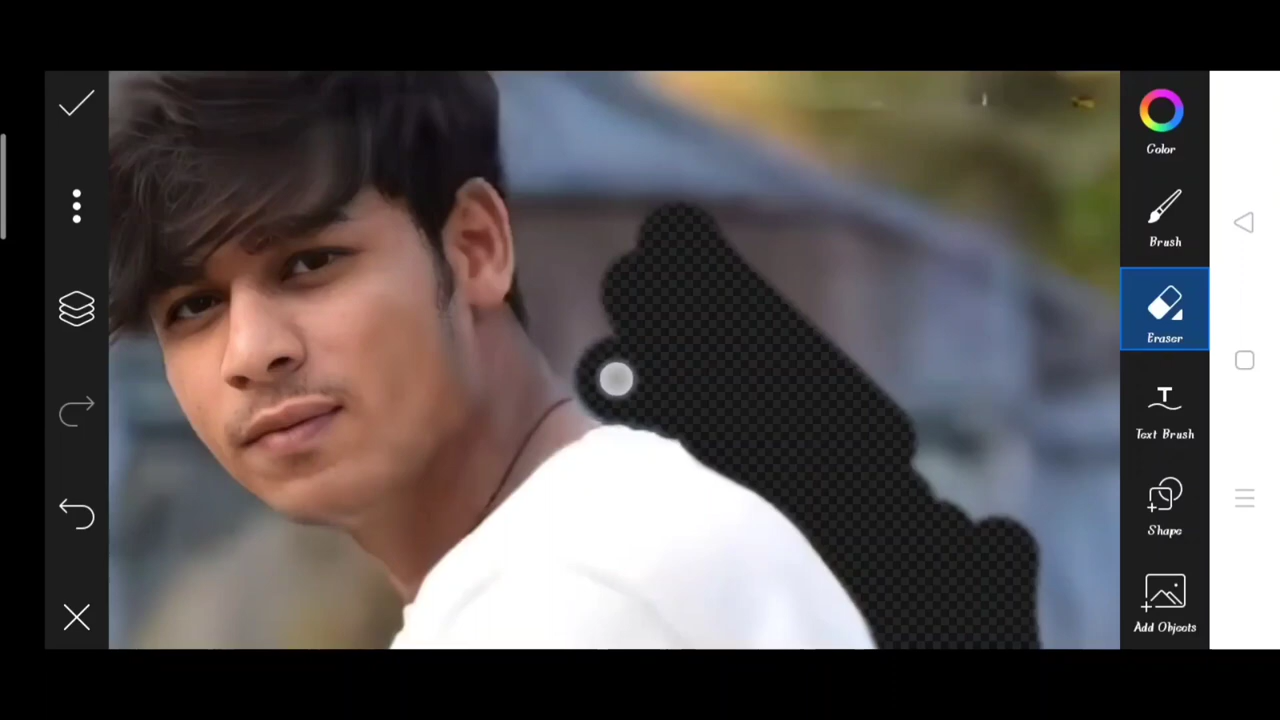 Color
Brush
Eraser
Text Brush
Shape
Add Objects